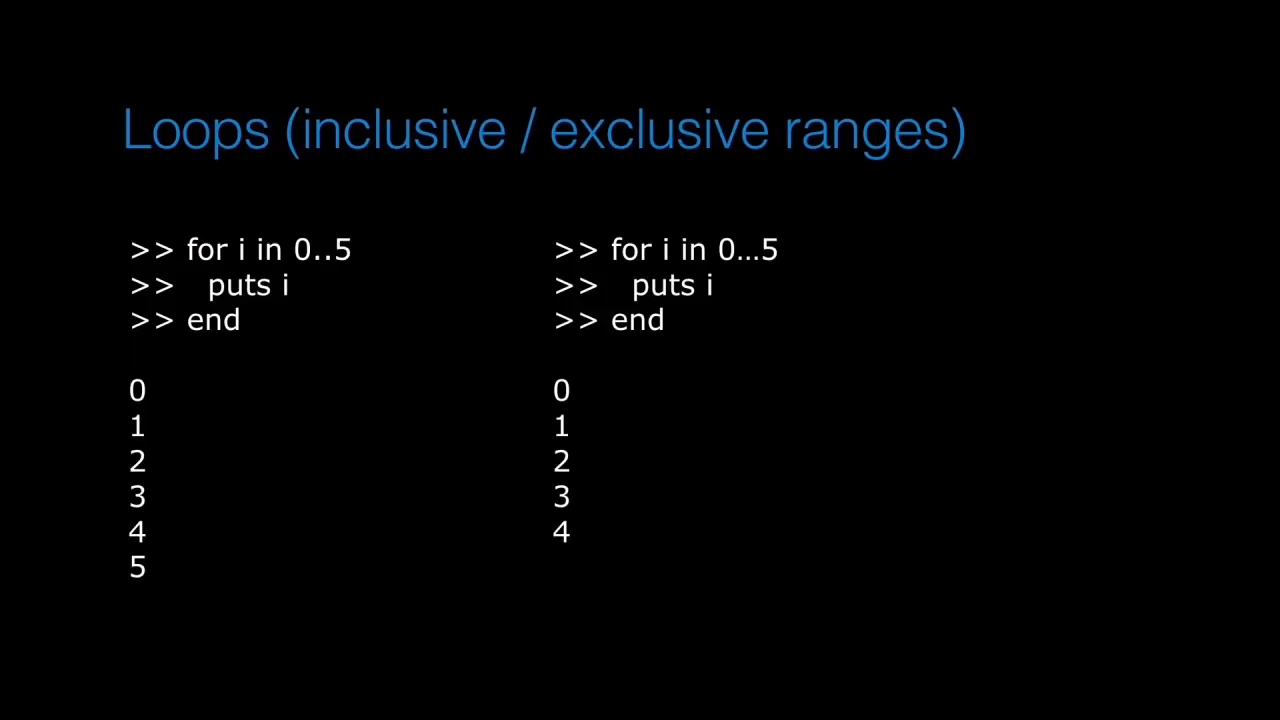 Loops (inclusive / exclusive ranges)
>> for i in 0..5
>>   puts i
>> end
0
1
2
3
4
5
>> for i in 0…5
>>   puts i
>> end
0
1
2
3
4